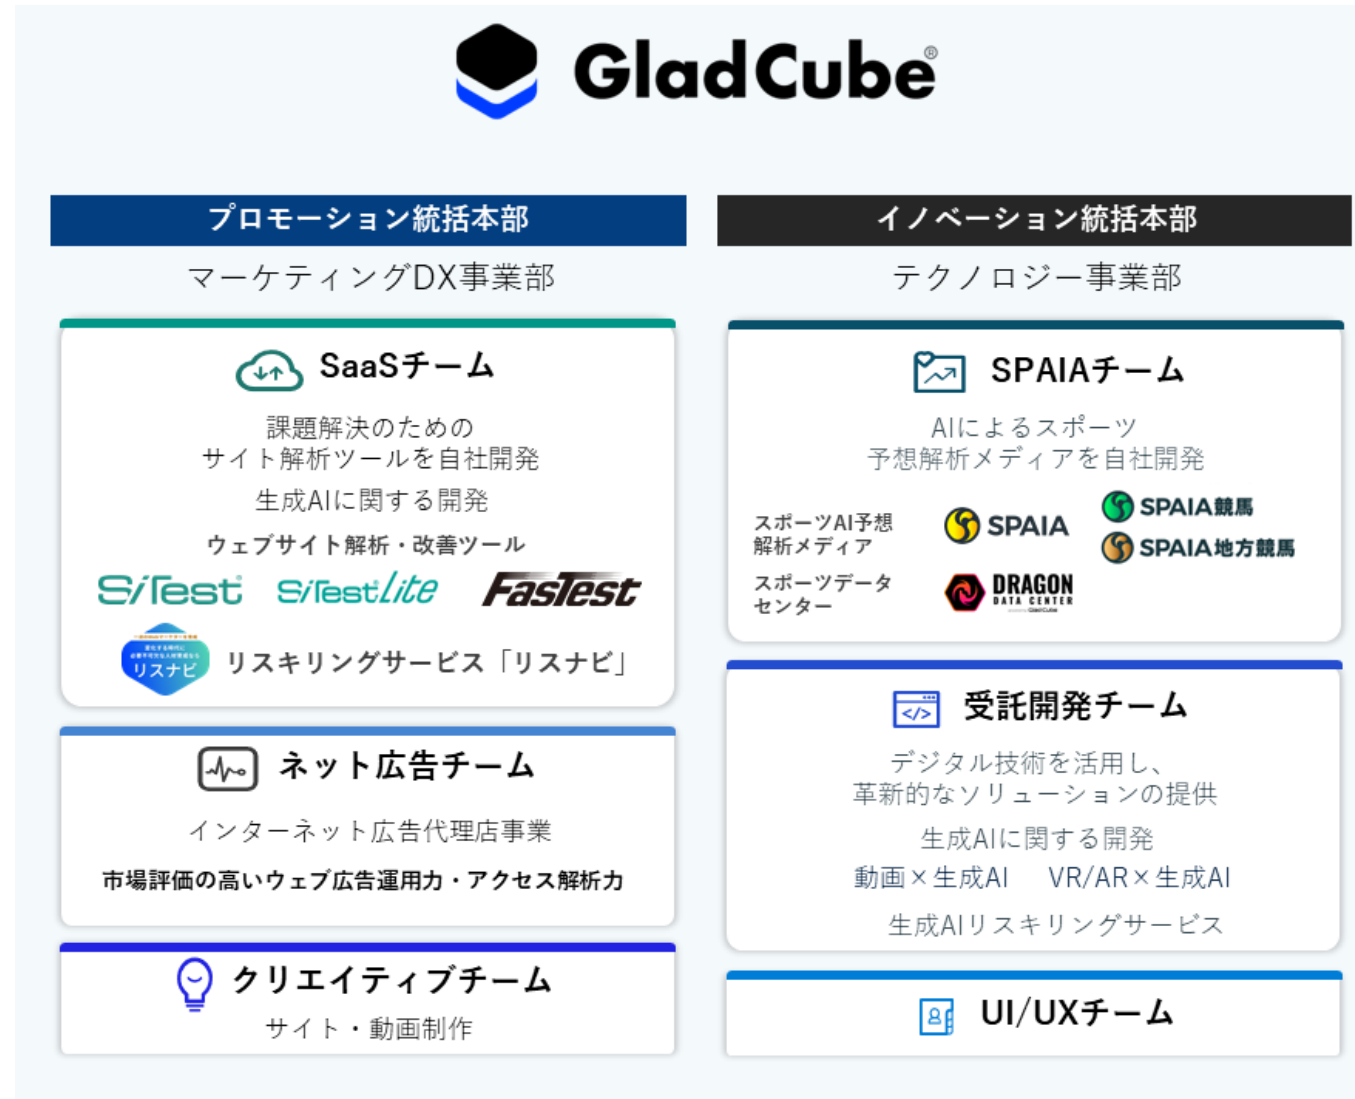 GladCube®
プロモーション統括本部
マーケティングDX事業部
SaaSチーム
課題解決のための
サイト解析ツールを自社開発
生成AIに関する開発
ウェブサイト解析・改善ツール
SiTest
SiTest Lite
FasTest
リスナビ
リスキリングサービス「リスナビ」
ネット広告チーム
インターネット広告代理店事業
市場評価の高いウェブ広告運用力・アクセス解析力
クリエイティブチーム
サイト・動画制作
イノベーション統括本部
テクノロジー事業部
SPAIAチーム
AIによるスポーツ
予想解析メディアを自社開発
スポーツAI予想
解析メディア
SPAIA
SPAIA競馬
SPAIA地方競馬
スポーツデータ
センター
DRAGON
DATA CENTER
GladCube
</>
受託開発チーム
デジタル技術を活用し、
革新的なソリューションの提供
生成AIに関する開発
動画×生成AI VR/AR×生成AI
生成AIリスキリングサービス
UI/UXチーム